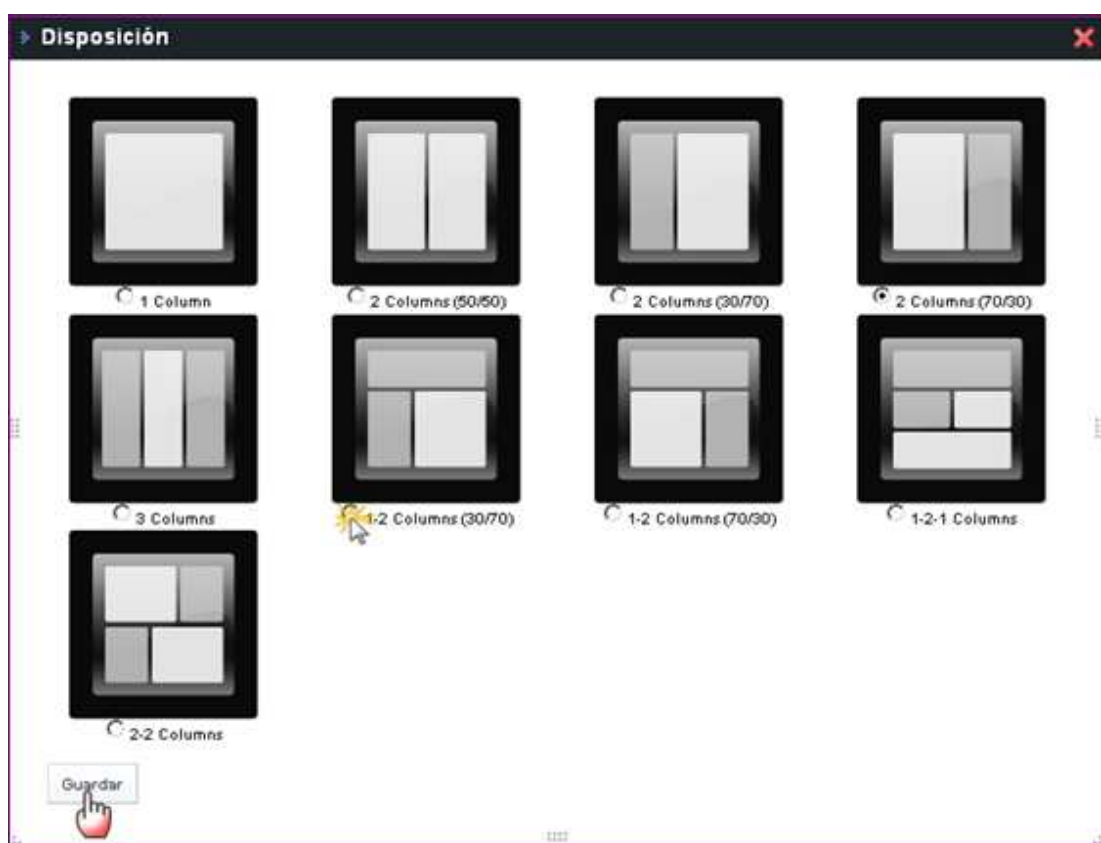 Disposición
1 Column
2 Columns (50/50)
2 Columns (30/70)
2 Columns (70/30)
3 Columns
1-2 Columns (30/70)
1-2 Columns (70/30)
1-2-1 Columns
2-2 Columns
Guardar